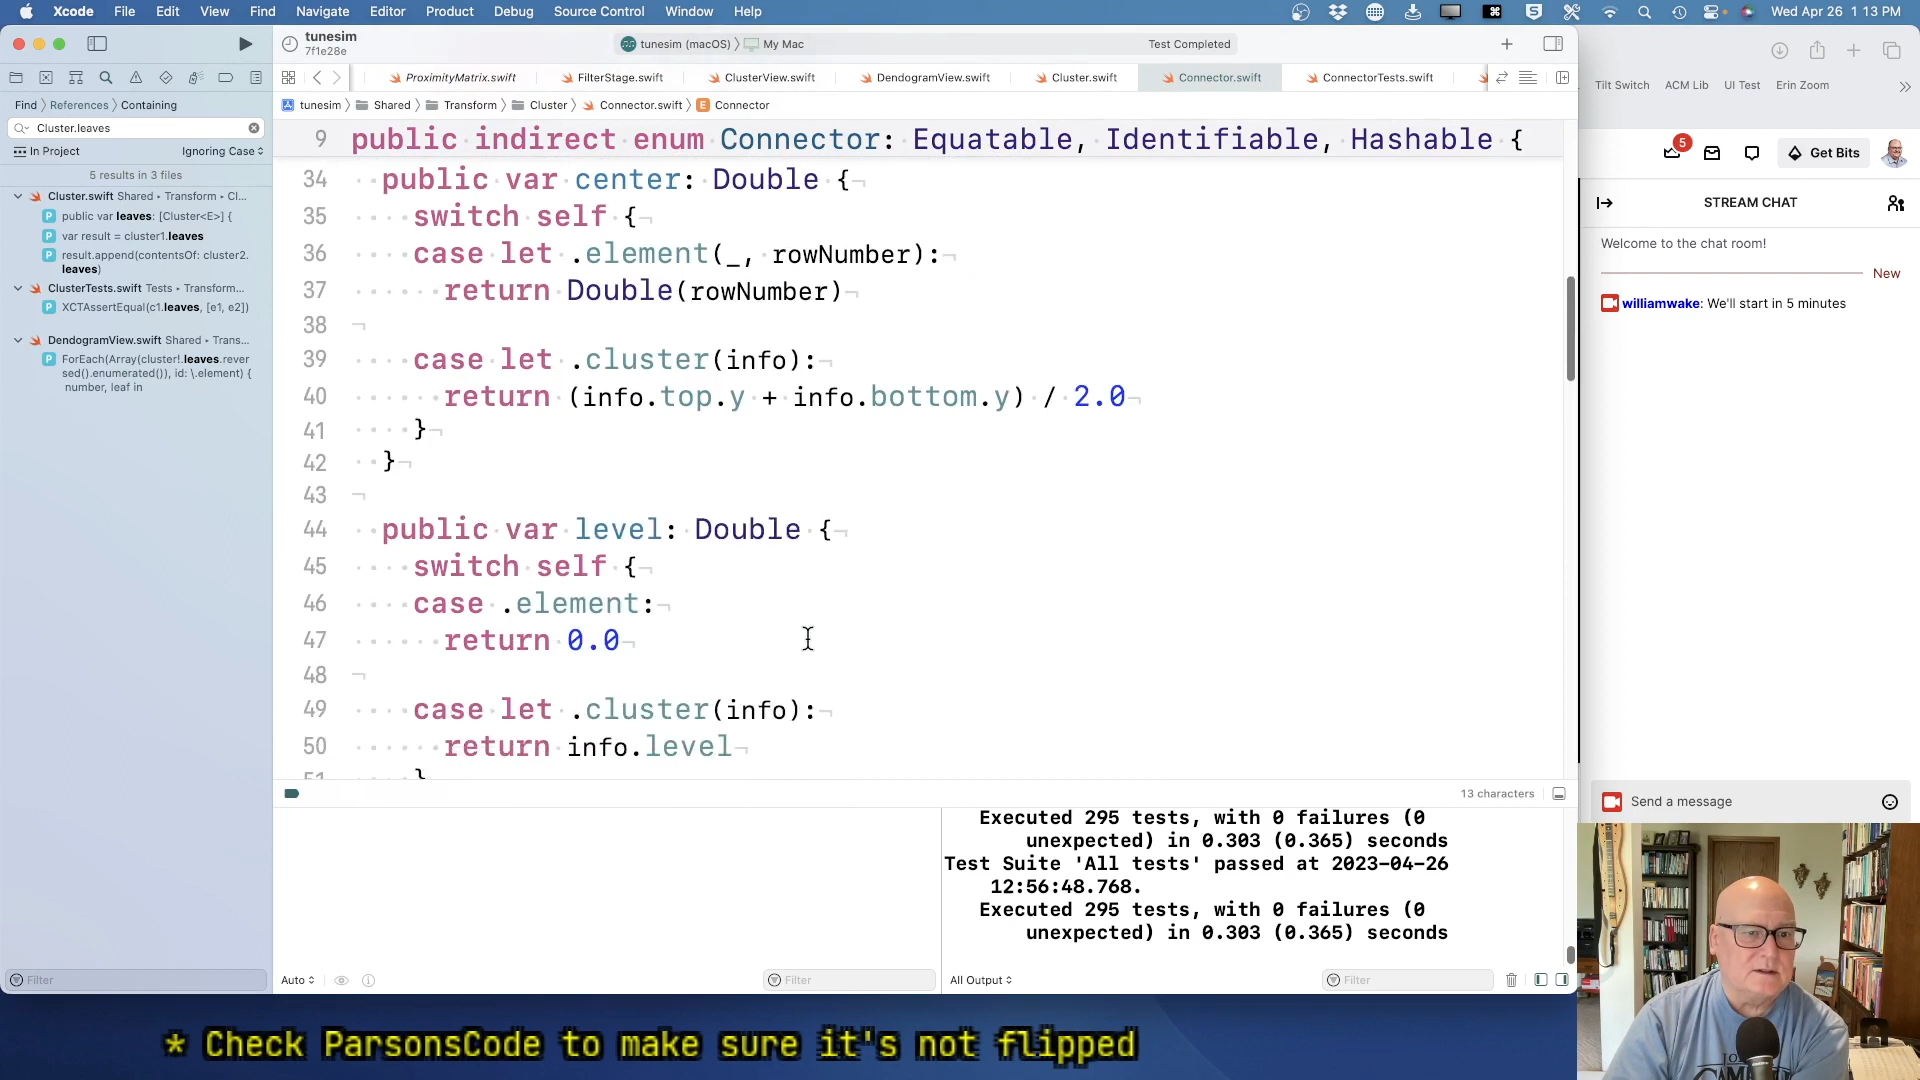 Xcode File Edit View Find Navigate Editor Product Debug Source Control Window Help
Wed Apr 26 1 13 PM
tunesim
7f1e28e
tunesim (macOS) 〉 My Mac
Test Completed
Tilt Switch ACM Lib UI Test Erin Zoom
ProximityMatrix.swift FilterStage.swift ClusterView.swift DendogramView.swift Cluster.swift Connector.swift ConnectorTests.swift
Find 〉 References 〉 Containing
tunesim 〉 Shared 〉 Transform 〉 Cluster 〉 Connector.swift 〉 E Connector
Cluster.leaves
In Project Ignoring Case
5 results in 3 files
Cluster.swift Shared ▸ Transform ▸ Cl...
P public var leaves: [Cluster<E>] {
P var result = cluster1.leaves
P result.append(contentsOf: cluster2.
leaves)
ClusterTests.swift Tests ▸ Transform...
P XCTAssertEqual(c1.leaves, [e1, e2])
DendogramView.swift Shared ▸ Trans...
P ForEach(Array(cluster!.leaves.rever
sed().enumerated()), id: \.element) {
number, leaf in
9 public indirect enum Connector: Equatable, Identifiable, Hashable {
34 public var center: Double {
35 switch self {
36 case let .element(_, rowNumber):
37 return Double(rowNumber)
38
39 case let .cluster(info):
40 return (info.top.y + info.bottom.y) / 2.0
41 }
42 }
43
44 public var level: Double {
45 switch self {
46 case .element:
47 return 0.0
48
49 case let .cluster(info):
50 return info.level
51 }
13 characters
Executed 295 tests, with 0 failures (0
unexpected) in 0.303 (0.365) seconds
Test Suite 'All tests' passed at 2023-04-26
12:56:48.768.
Executed 295 tests, with 0 failures (0
unexpected) in 0.303 (0.365) seconds
Filter
Auto
Filter
All Output
Filter
5
Get Bits
STREAM CHAT
Welcome to the chat room!
New
williamwake: We'll start in 5 minutes
Send a message
* Check ParsonsCode to make sure it's not flipped